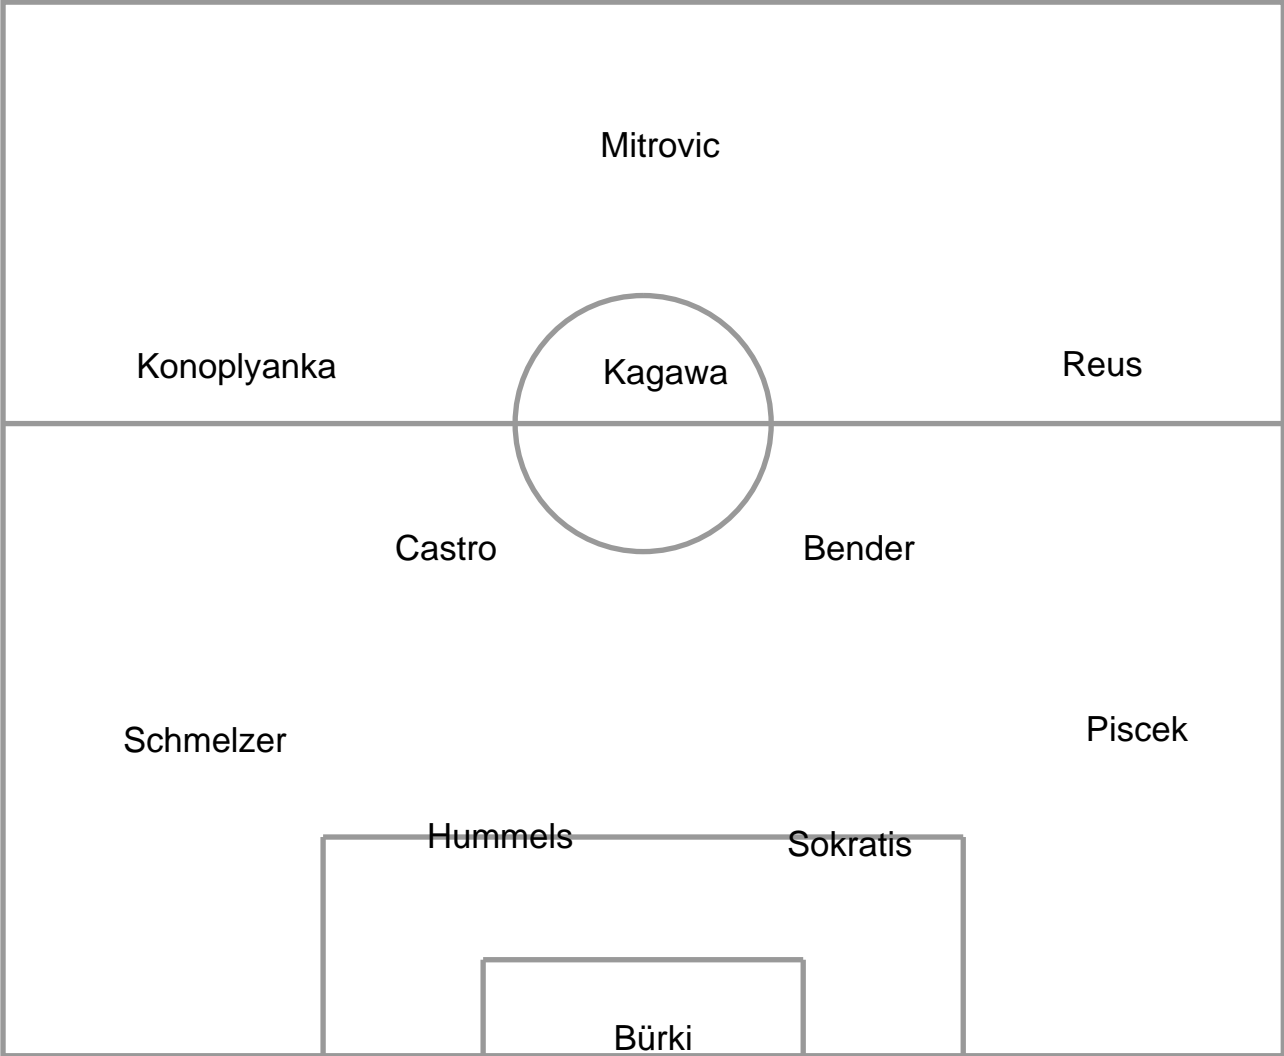 Mitrovic
Konoplyanka
Kagawa
Reus
Castro
Bender
Schmelzer
Piscek
Hummels
Sokratis
Bürki